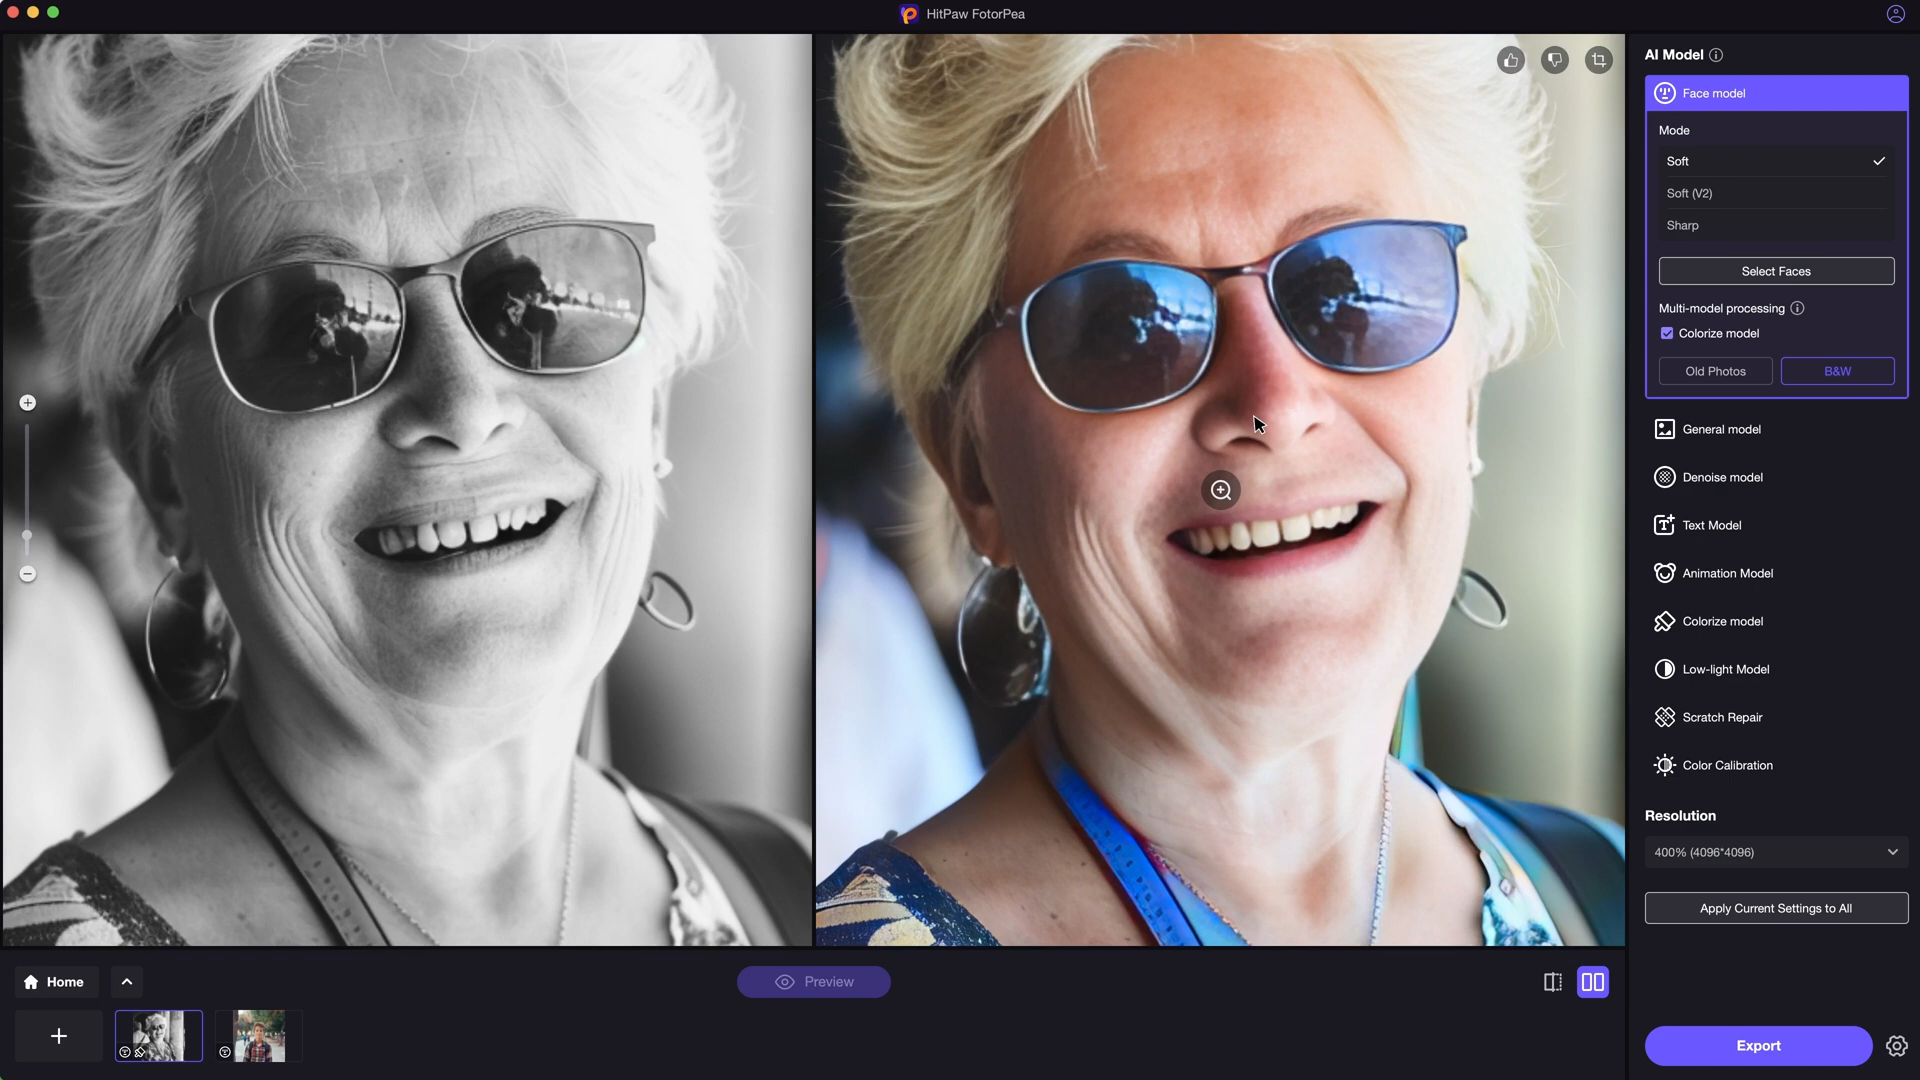 HitPaw FotorPea
AI Model
Face model
Mode
Soft
Soft (V2)
Sharp
Select Faces
Multi-model processing
Colorize model
Old Photos
B&W
General model
Denoise model
Text Model
Animation Model
Colorize model
Low-light Model
Scratch Repair
Color Calibration
Resolution
400% (4096*4096)
Apply Current Settings to All
Home
Preview
Export